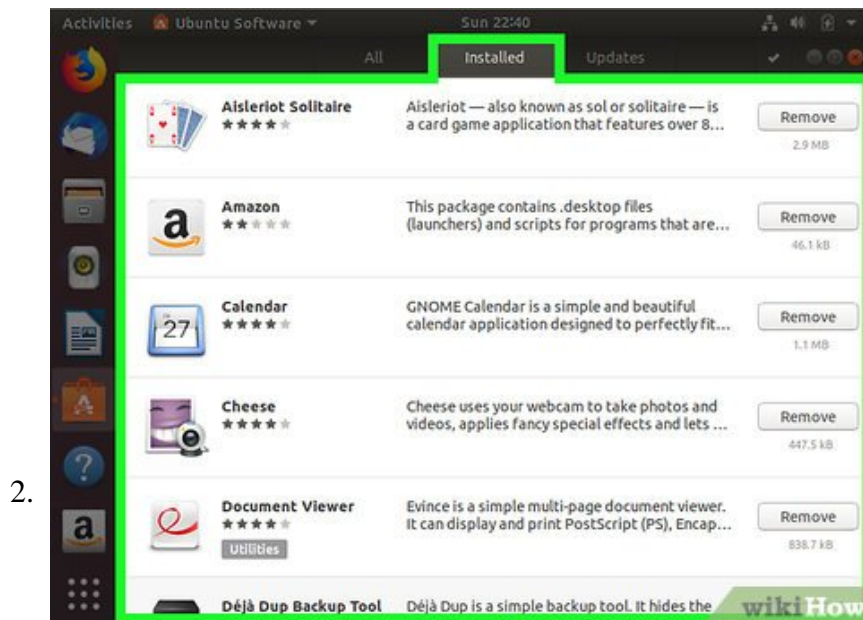 Activities Ubuntu Software Sun 22:40
All Installed Updates
Aisleriot Solitaire
Aisleriot — also known as sol or solitaire — is
a card game application that features over 8...
Remove
2.9 MB
Amazon
This package contains .desktop files
(launchers) and scripts for programs that are...
Remove
46.1 kB
Calendar
GNOME Calendar is a simple and beautiful
calendar application designed to perfectly fit...
Remove
1.1 MB
27
Cheese
Cheese uses your webcam to take photos and
videos, applies fancy special effects and lets ...
Remove
447.5 kB
2.
Document Viewer
Utilities
Evince is a simple multi-page document viewer.
It can display and print PostScript (PS), Encap...
Remove
838.7 kB
Déjà Dup Backup Tool
Déjà Dup is a simple backup tool. It hides the
wikiHow